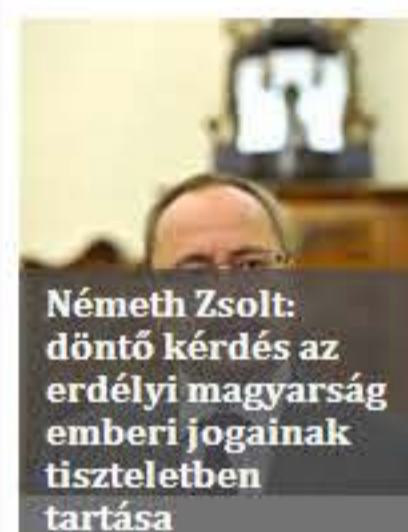 Németh Zsolt:
döntő kérdés az
erdélyi magyarság
emberi jogainak
tiszteletben
tartása